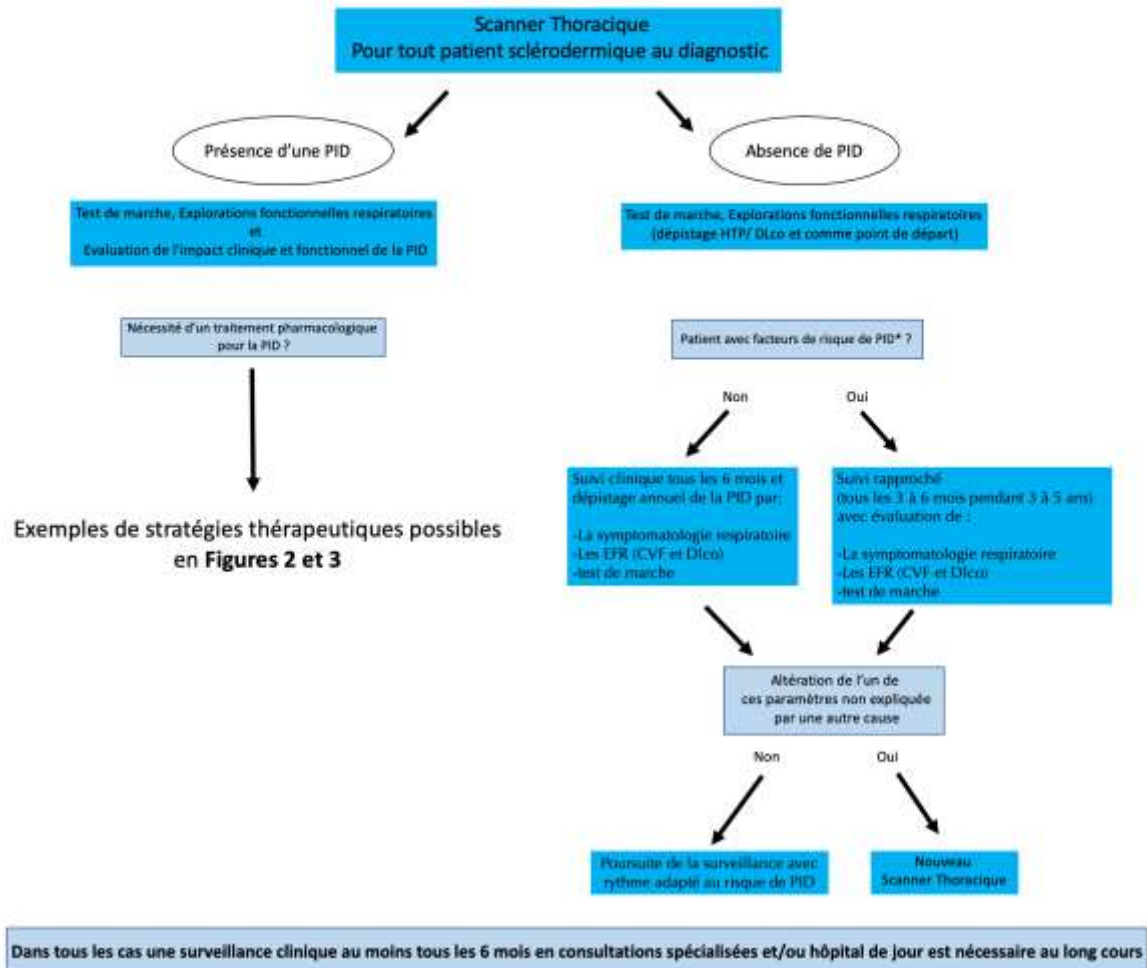 Scanner Thoracique
Pour tout patient sclérodermique au diagnostic
Présence d'une PID
Absence de PID
Test de marche, Explorations fonctionnelles respiratoires
et
Evaluation de l'impact clinique et fonctionnel de la PID
Test de marche, Explorations fonctionnelles respiratoires
(dépistage HTP/ DLco et comme point de départ)
Nécessité d'un traitement pharmacologique
pour la PID ?
Patient avec facteurs de risque de PID* ?
Non
Oui
Exemples de stratégies thérapeutiques possibles
en Figures 2 et 3
Suivi clinique tous les 6 mois et
dépistage annuel de la PID par:
-La symptomatologie respiratoire
-Les EFR (CVF et Dlco)
-test de marche
Suivi rapproché
(tous les 3 à 6 mois pendant 3 à 5 ans)
avec évaluation de :
-La symptomatologie respiratoire
-Les EFR (CVF et Dlco)
-test de marche
Altération de l'un de
ces paramètres non expliquée
par une autre cause
Non
Oui
Poursuite de la surveillance avec
rythme adapté au risque de PID
Nouveau
Scanner Thoracique
Dans tous les cas une surveillance clinique au moins tous les 6 mois en consultations spécialisées et/ou hôpital de jour est nécessaire au long cours